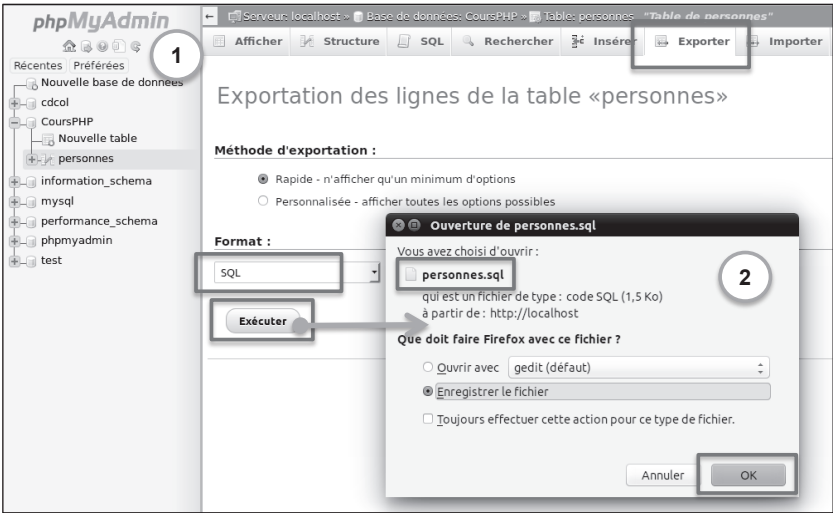 phpMyAdmin
Récentes Préférées
Nouvelle base de données
cdcol
CoursPHP
Nouvelle table
personnes
information_schema
mysql
performance_schema
phpmyadmin
test
1
Serveur: localhost » Base de données: CoursPHP » Table: personnes "Table de personnes"
Afficher Structure SQL Rechercher Insérer Exporter Importer
Exportation des lignes de la table «personnes»
Méthode d'exportation :
Rapide - n'afficher qu'un minimum d'options
Personnalisée - afficher toutes les options possibles
Format :
SQL
Exécuter
Ouverture de personnes.sql
Vous avez choisi d'ouvrir :
personnes.sql
2
qui est un fichier de type : code SQL (1,5 Ko)
à partir de : http://localhost
Que doit faire Firefox avec ce fichier ?
Ouvrir avec gedit (défaut)
Enregistrer le fichier
Toujours effectuer cette action pour ce type de fichier.
Annuler OK